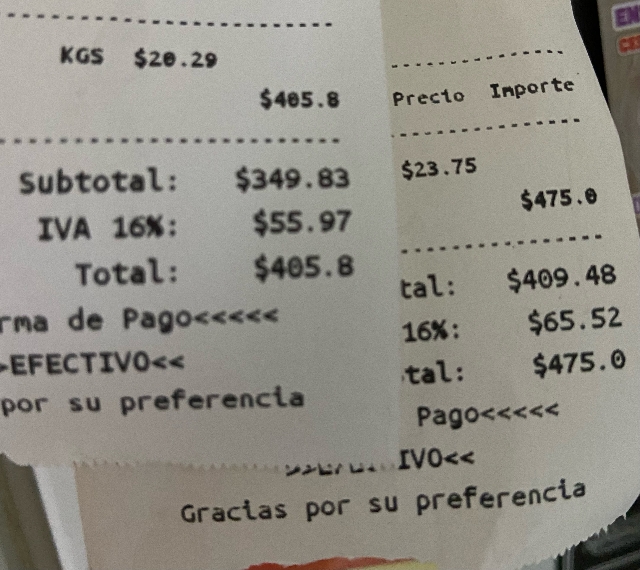 KGS $20.29
$405.8
Subtotal: $349.83
IVA 16%: $55.97
Total: $405.8
rma de Pago<<<<<
>EFECTIVO<<
por su preferencia
Precio Importe
$23.75
$475.0
tal: $409.48
16%: $65.52
tal: $475.0
Pago<<<<<
IVO<<
Gracias por su preferencia